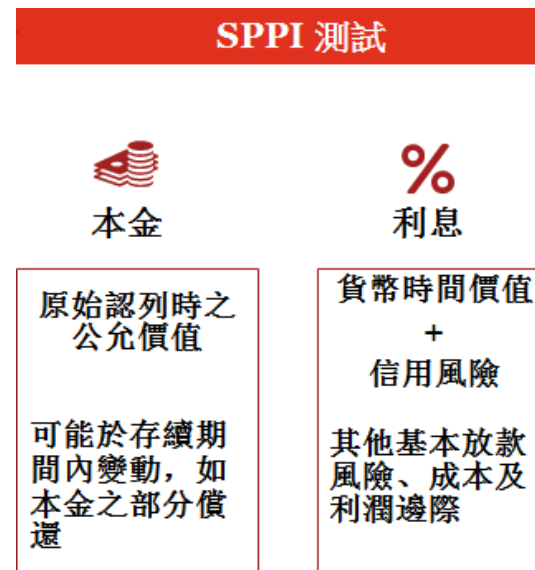 SPPI 測試
本金
原始認列時之
公允價值
可能於存續期
間內變動，如
本金之部分償
還
%
利息
貨幣時間價值
+
信用風險
其他基本放款
風險、成本及
利潤邊際